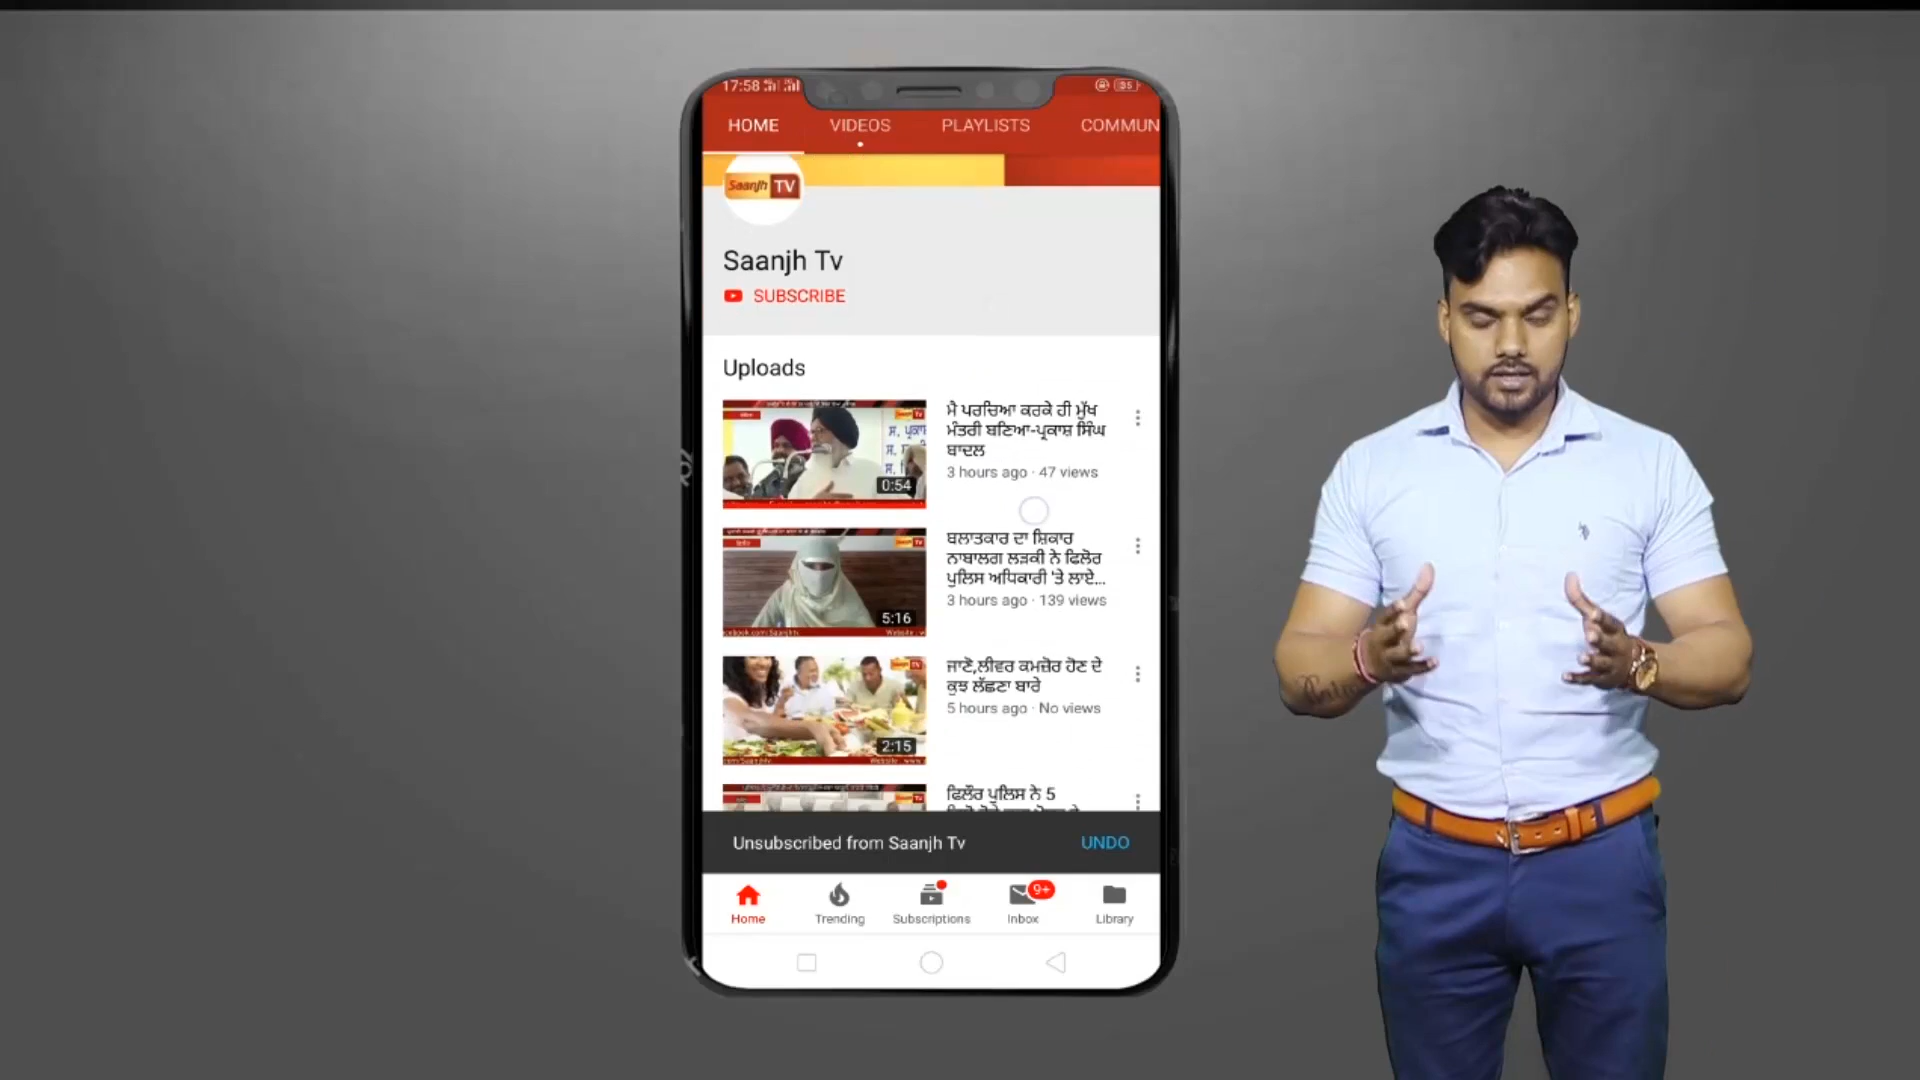 17:58
HOME VIDEOS PLAYLISTS COMMUN
Saanjh TV
Saanjh Tv
SUBSCRIBE
Uploads
ਮੈ ਪਰਚਿਆ ਕਰਕੇ ਹੀ ਮੁੱਖ
ਮੰਤਰੀ ਬਣਿਆ-ਪ੍ਰਕਾਸ਼ ਸਿੰਘ
ਬਾਦਲ
3 hours ago · 47 views
0:54
ਬਲਾਤਕਾਰ ਦਾ ਸ਼ਿਕਾਰ
ਨਾਬਾਲਗ ਲੜਕੀ ਨੇ ਫਿਲੋਰ
ਪੁਲਿਸ ਅਧਿਕਾਰੀ 'ਤੇ ਲਾਏ...
3 hours ago · 139 views
5:16
ਜਾਣੋ,ਲੀਵਰ ਕਮਜ਼ੋਰ ਹੋਣ ਦੇ
ਕੁਝ ਲੱਛਣਾ ਬਾਰੇ
5 hours ago · No views
2:15
ਫਿਲੌਰ ਪੁਲਿਸ ਨੇ 5
Unsubscribed from Saanjh Tv UNDO
9+
Home Trending Subscriptions Inbox Library